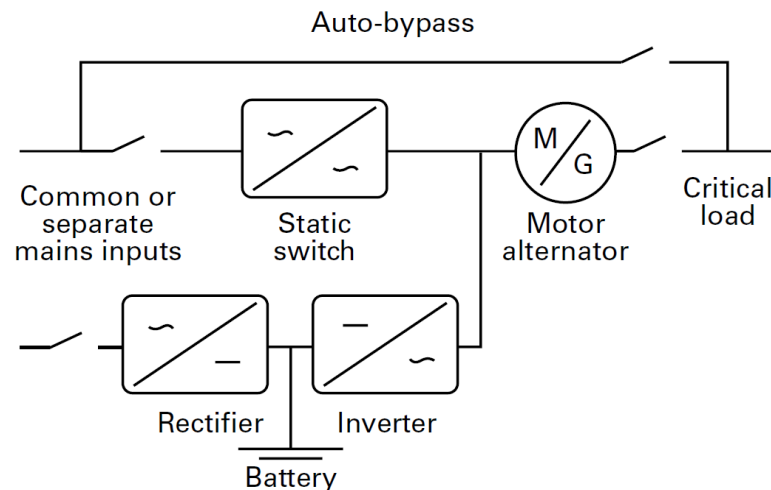 Auto-bypass
M
G
Common or
separate
mains inputs
Static
switch
Motor
alternator
Critical
load
Rectifier
Inverter
Battery